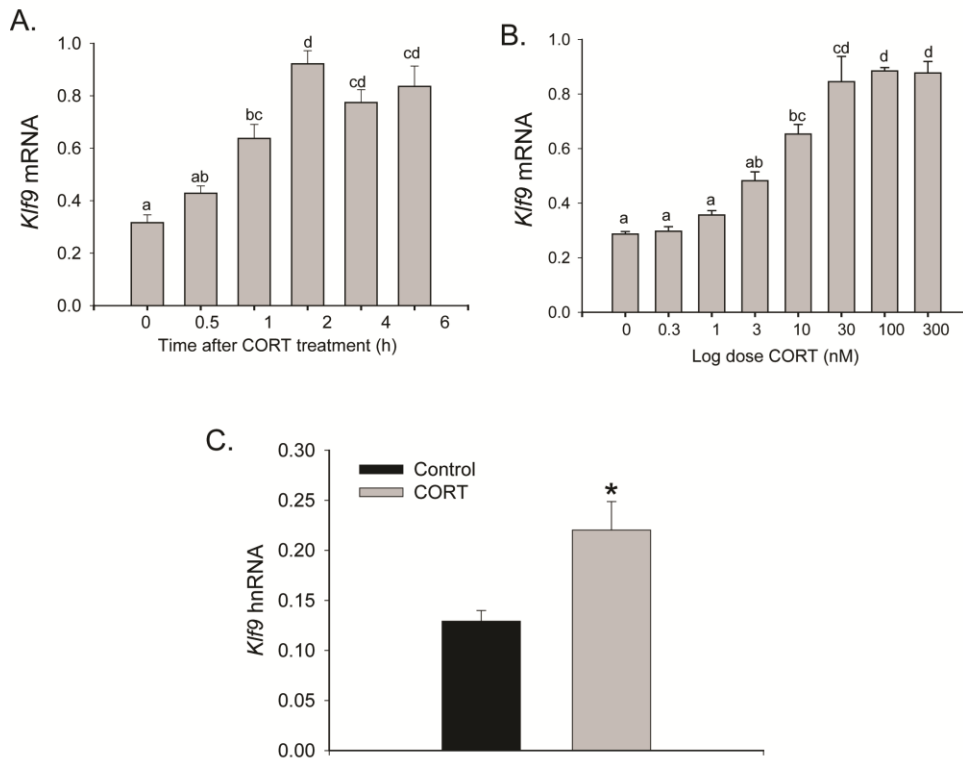 A.
1.0
0.8
0.6
0.4
0.2
0.0
Klf9 mRNA
a
ab
bc
d
cd
cd
0 0.5 1 2 4 6
Time after CORT treatment (h)
B.
1.0
0.8
0.6
0.4
0.2
0.0
Klf9 mRNA
a
a
a
ab
bc
cd
d
d
0 0.3 1 3 10 30 100 300
Log dose CORT (nM)
C.
0.30
0.25
0.20
0.15
0.10
0.05
0.00
Klf9 hnRNA
Control
CORT
*